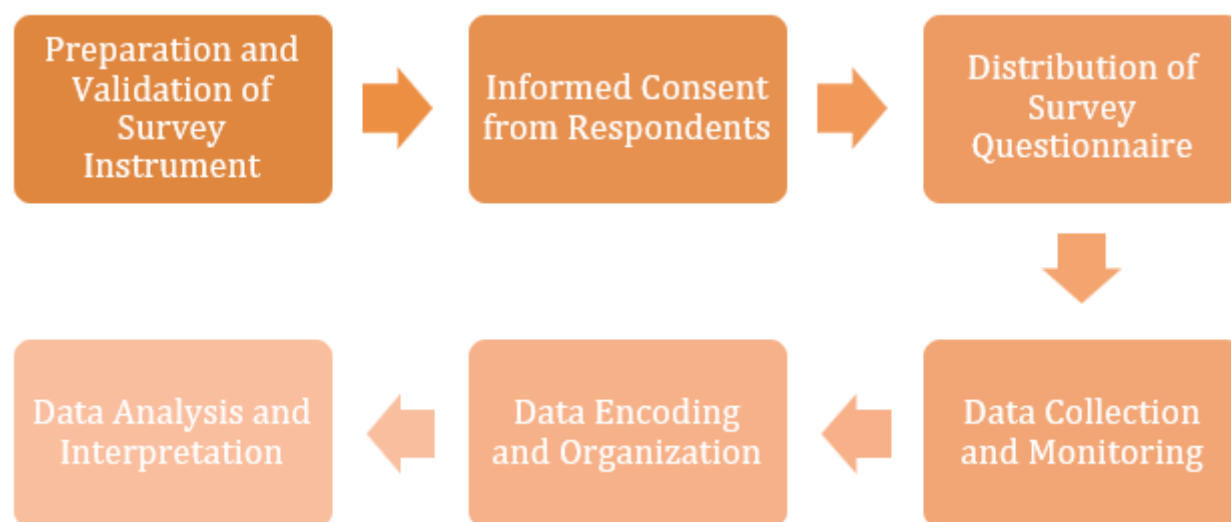 Preparation and
Validation of
Survey
Instrument
Informed Consent
from Respondents
Distribution of
Survey
Questionnaire
Data Collection
and Monitoring
Data Encoding
and Organization
Data Analysis and
Interpretation